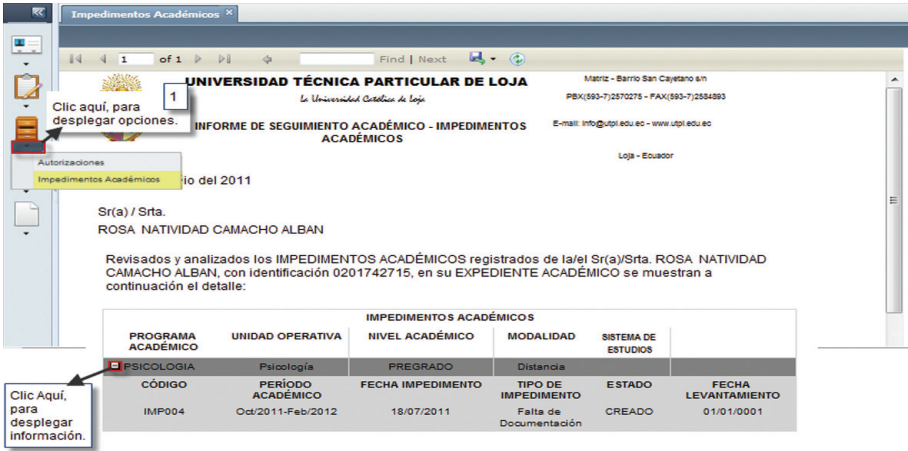 Impedimentos Académicos ×
1 of 1 Find | Next
UNIVERSIDAD TÉCNICA PARTICULAR DE LOJA
La Universidad Católica de Loja
Matriz - Barrio San Cayetano s/n
PBX(593-7)2570275 - FAX(593-7)2584893
INFORME DE SEGUIMIENTO ACADÉMICO - IMPEDIMENTOS
ACADÉMICOS
E-mail: info@utpl.edu.ec - www.utpl.edu.ec
Loja - Ecuador
1
Clic aquí, para
desplegar opciones.
Autorizaciones
Impedimentos Académicos
io del 2011
Sr(a) / Srta.
ROSA NATIVIDAD CAMACHO ALBAN
Revisados y analizados los IMPEDIMENTOS ACADÉMICOS registrados de la/el Sr(a)/Srta. ROSA NATIVIDAD
CAMACHO ALBAN, con identificación 0201742715, en su EXPEDIENTE ACADÉMICO se muestran a
continuación el detalle:
IMPEDIMENTOS ACADÉMICOS
PROGRAMA ACADÉMICO UNIDAD OPERATIVA NIVEL ACADÉMICO MODALIDAD SISTEMA DE ESTUDIOS
PSICOLOGIA Psicología PREGRADO Distancia
CÓDIGO PERÍODO ACADÉMICO FECHA IMPEDIMENTO TIPO DE IMPEDIMENTO ESTADO FECHA LEVANTAMIENTO
IMP004 Oct/2011-Feb/2012 18/07/2011 Falta de Documentación CREADO 01/01/0001
Clic Aquí,
para
desplegar
información.